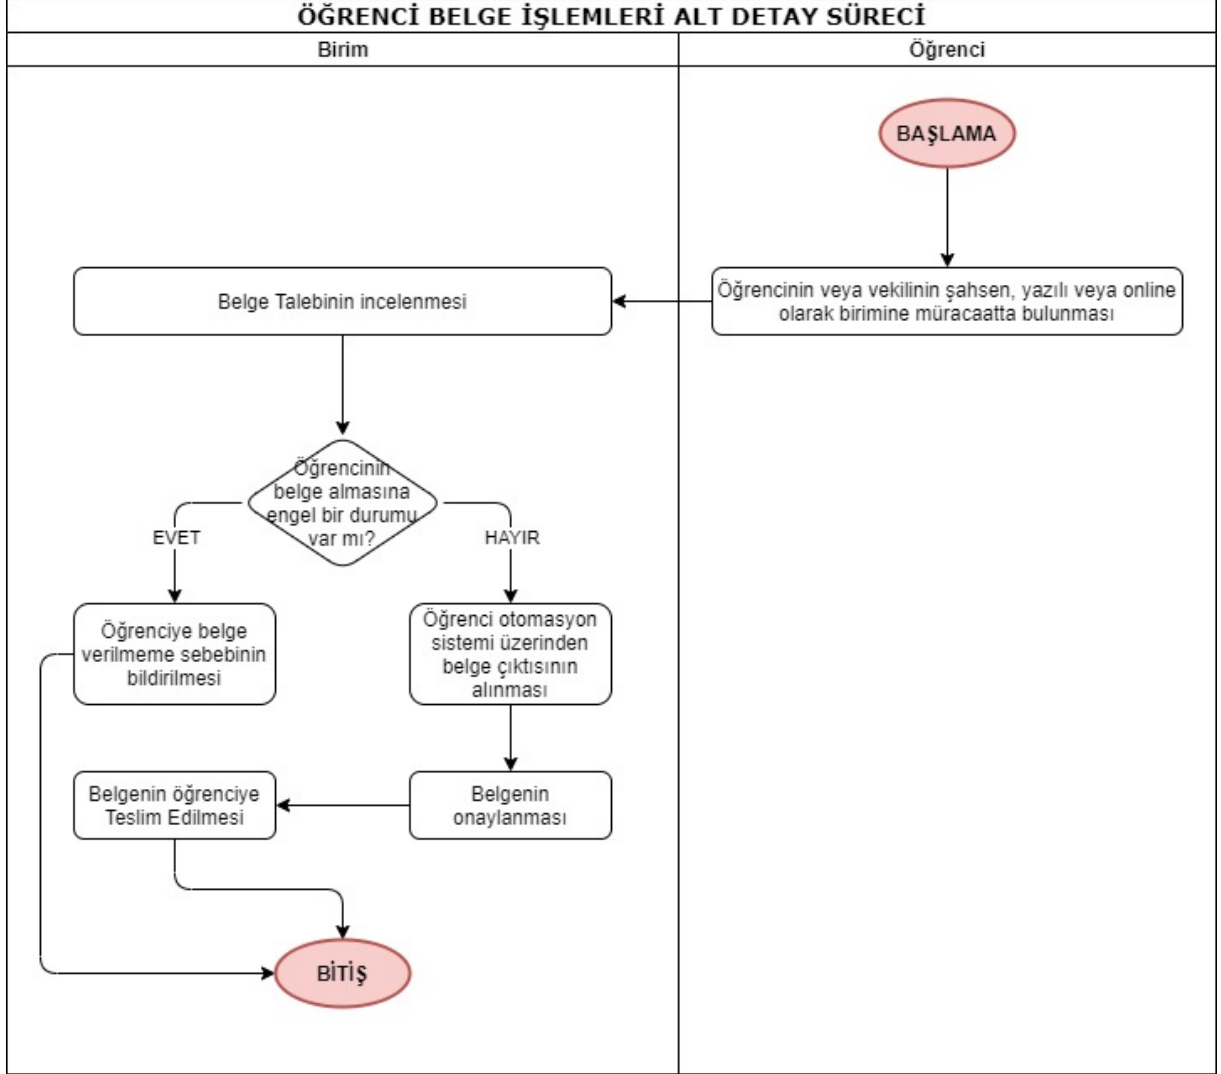 ÖĞRENCİ BELGE İŞLEMLERİ ALT DETAY SÜRECİ
Birim
Öğrenci
BAŞLAMA
Öğrencinin veya vekilinin şahsen, yazılı veya online
olarak birimine müracaatta bulunması
Belge Talebinin incelenmesi
Öğrencinin
belge almasına
engel bir durumu
var mı?
EVET
HAYIR
Öğrenciye belge
verilmeme sebebinin
bildirilmesi
Öğrenci otomasyon
sistemi üzerinden
belge çıktısının
alınması
Belgenin
onaylanması
Belgenin öğrenciye
Teslim Edilmesi
BİTİŞ